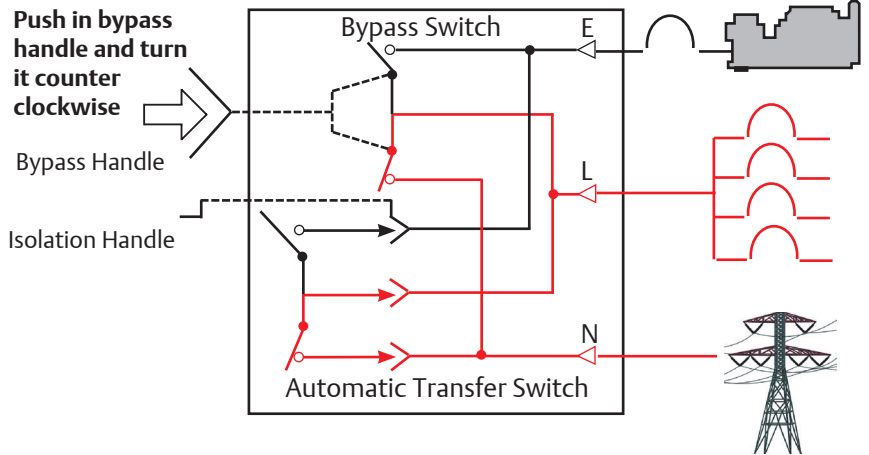 Push in bypass
handle and turn
it counter
clockwise
Bypass Handle
Isolation Handle
Bypass Switch
E
L
N
Automatic Transfer Switch